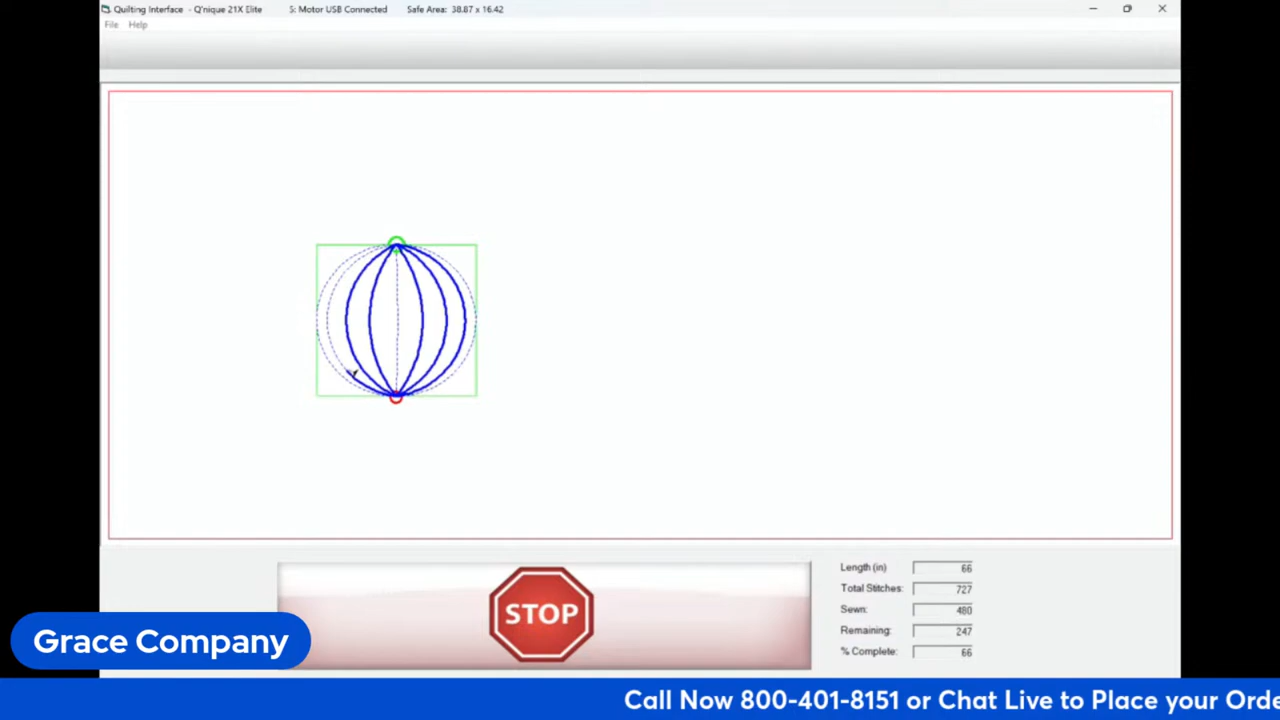 Quilting Interface - Q'nique 21X Elite S: Motor USB Connected Safe Area: 38.87 x 16.42
File Help
Length (in) 66
Total Stitches: 727
STOP
Sewn: 480
Remaining: 247
% Complete: 66
Grace Company
Call Now 800-401-8151 or Chat Live to Place your Orde